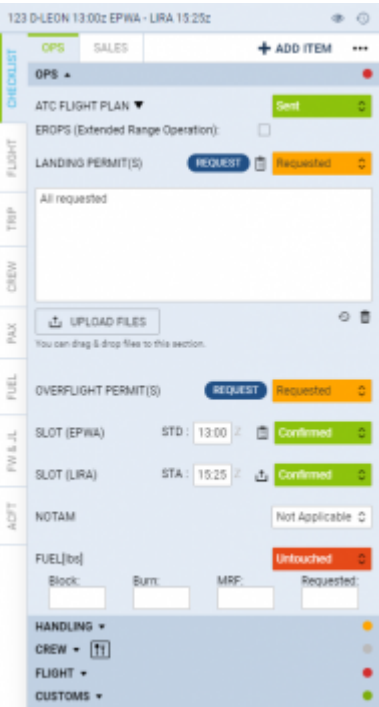 123 D-LEON 13:00z EPWA - LIRA 15:25z
OPS SALES + ADD ITEM •••
CHECKLIST
FLIGHT
TRIP
CREW
PAX
FUEL
FW & JL
ACFT
OPS ▲
ATC FLIGHT PLAN ▼ Sent
EROPS (Extended Range Operation):
LANDING PERMIT(S) REQUEST Requested
All requested
UPLOAD FILES
You can drag & drop files to this section.
OVERFLIGHT PERMIT(S) REQUEST Requested
SLOT (EPWA) STD: 13:00 Z Confirmed
SLOT (LIRA) STA: 15:25 Z Confirmed
NOTAM Not Applicable
FUEL[lbs] Untouched
Block: Burn: MRF: Requested:
HANDLING ▼
CREW ▼
FLIGHT ▼
CUSTOMS ▼